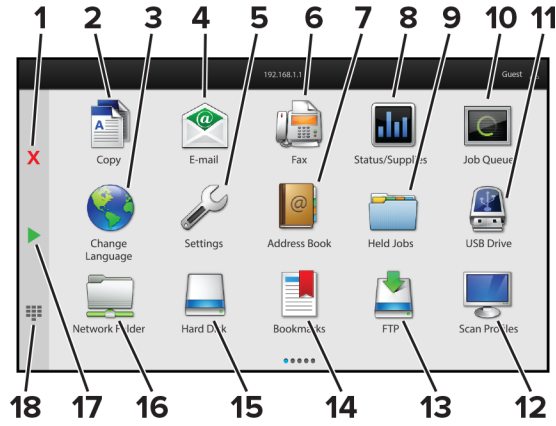 1 2 3 4 5 6 7 8 9 10 11
192.168.1.1
Guest
X
Copy E-mail Fax Status/Supplies Job Queue
Change Language Settings Address Book Held Jobs USB Drive
Network Folder Hard Disk Bookmarks FTP Scan Profiles
18 17 16 15 14 13 12